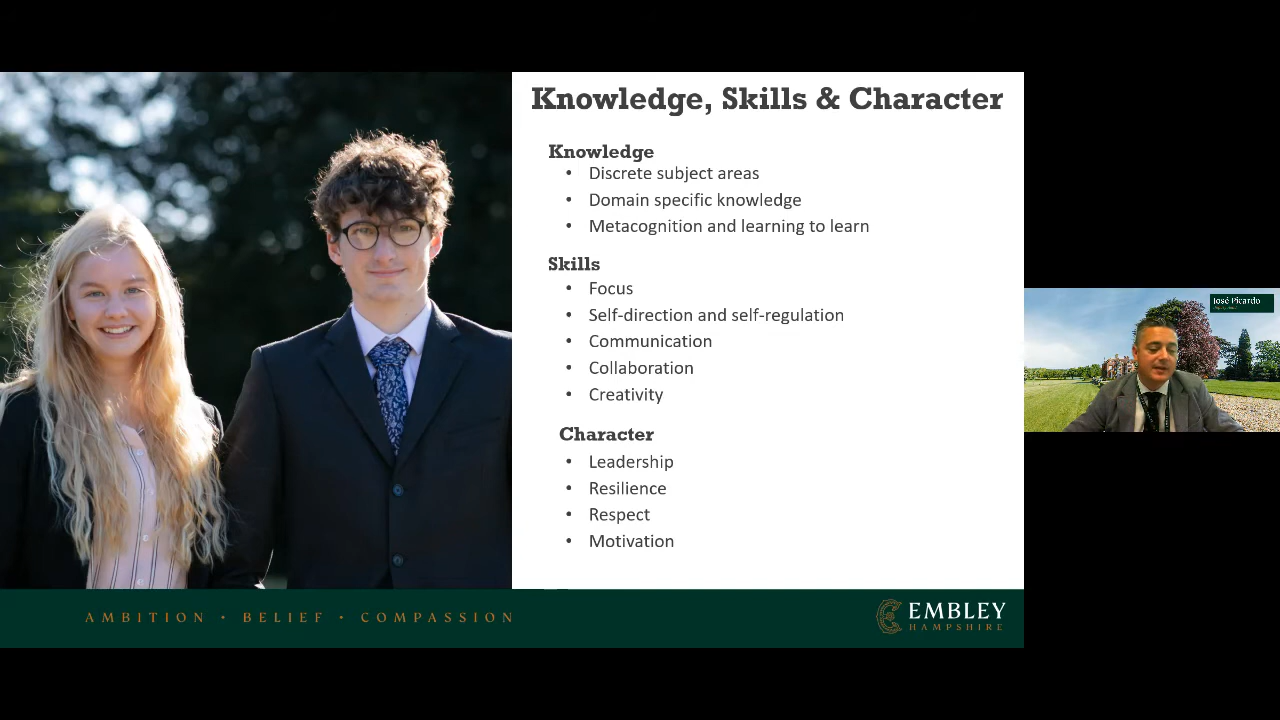 Knowledge, Skills & Character
Knowledge
• Discrete subject areas
• Domain specific knowledge
• Metacognition and learning to learn
Skills
• Focus
• Self-direction and self-regulation
• Communication
• Collaboration
• Creativity
Character
• Leadership
• Resilience
• Respect
• Motivation
AMBITION • BELIEF • COMPASSION
EMBLEY
HAMPSHIRE
José Picardo